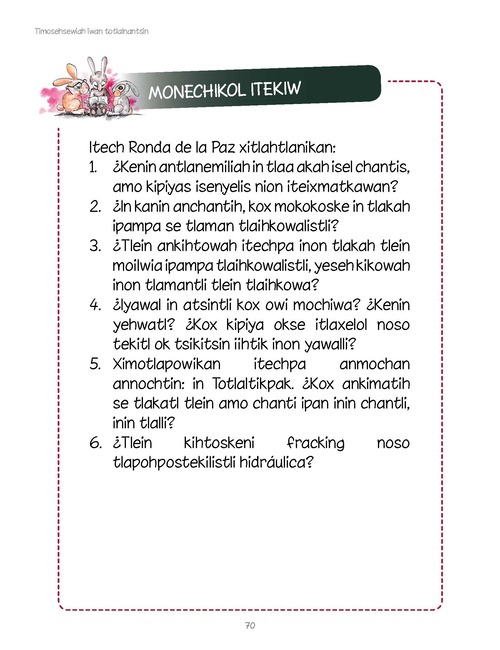 Timosehsewiah iwan totlalnantsin
MONECHIKOL ITEKIW
Itech Ronda de la Paz xitlahtlanikan:
1. ¿Kenin antlanemiliah in tlaa akah isel chantis,
amo kipiyas isenyelis nion iteixmatkawan?
2. ¿In kanin anchantih, kox mokokoske in tlakah
ipampa se tlaman tlaihkowalistli?
3. ¿Tlein ankihtowah itechpa inon tlakah tlein
moilwia ipampa tlaihkowalistli, yeseh kikowah
inon tlamantli tlein tlaihkowa?
4. ¿Iyawal in atsintli kox owi mochiwa? ¿Kenin
yehwatl? ¿Kox kipiya okse itlaxelol noso
tekitl ok tsikitsin iihtik inon yawalli?
5. Ximotlapowikan itechpa anmochan
annochtin: in Totlaltikpak. ¿Kox ankimatih
se tlakatl tlein amo chanti ipan inin chantli,
inin tlalli?
6. ¿Tlein kihtoskeni fracking noso
tlapohpostekilistli hidráulica?
70